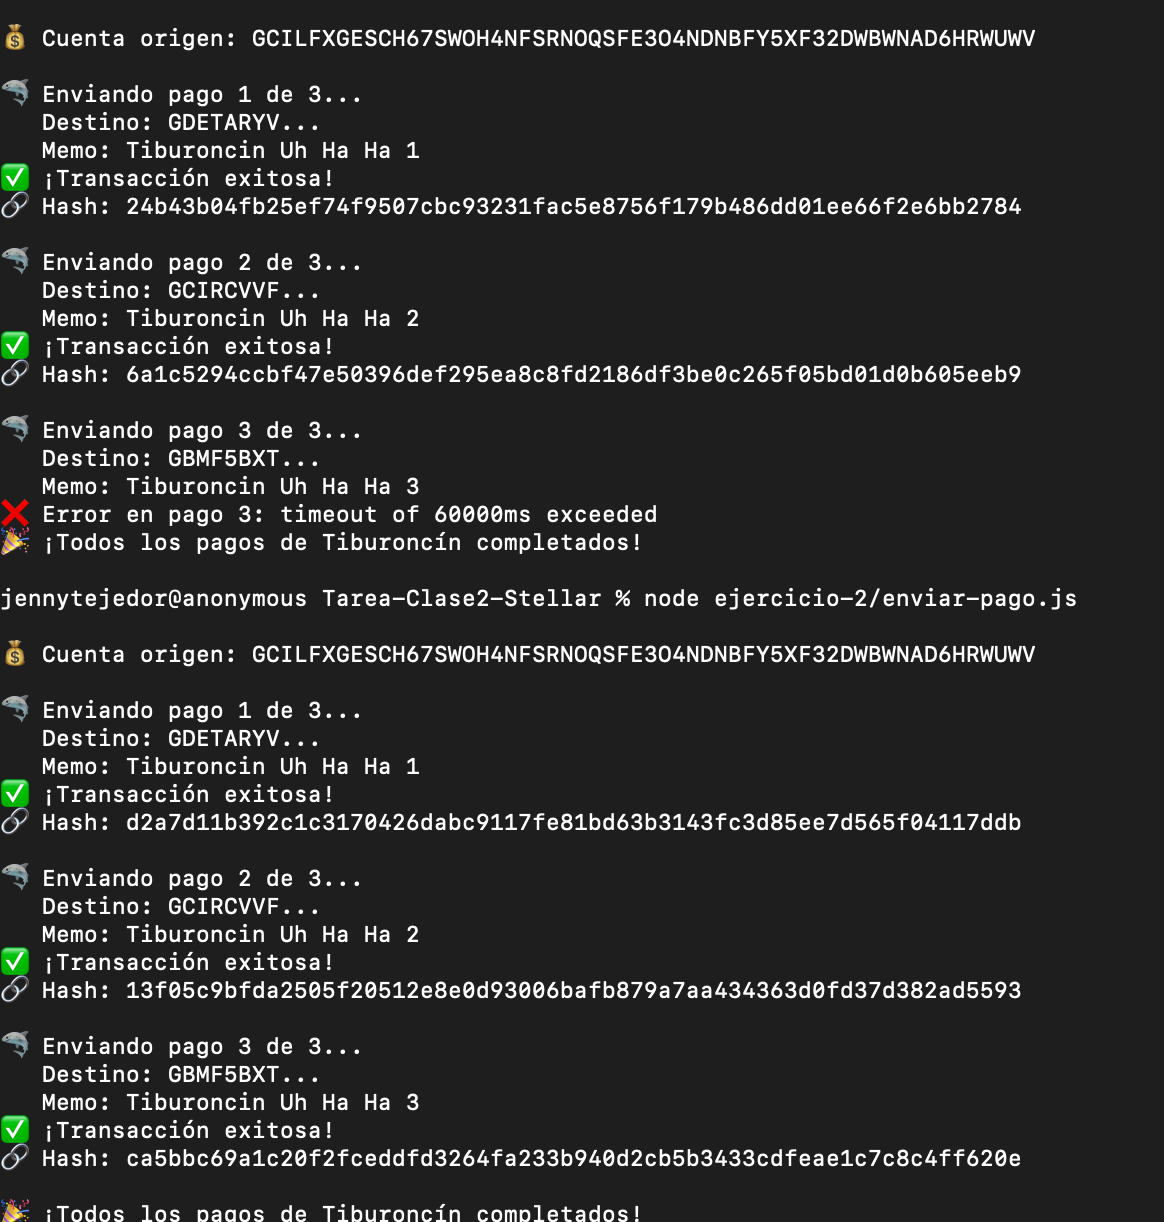 💰 Cuenta origen: GCILFXGESCH67SWOH4NFSRNOQSFE3O4NDNBFY5XF32DWBWNAD6HRWUWV
🦈 Enviando pago 1 de 3...
Destino: GDETARYV...
Memo: Tiburoncin Uh Ha Ha 1
✅ ¡Transacción exitosa!
🔗 Hash: 24b43b04fb25ef74f9507cbc93231fac5e8756f179b486dd01ee66f2e6bb2784
🦈 Enviando pago 2 de 3...
Destino: GCIRCVVF...
Memo: Tiburoncin Uh Ha Ha 2
✅ ¡Transacción exitosa!
🔗 Hash: 6a1c5294ccbf47e50396def295ea8c8fd2186df3be0c265f05bd01d0b605eeb9
🦈 Enviando pago 3 de 3...
Destino: GBMF5BXT...
Memo: Tiburoncin Uh Ha Ha 3
❌ Error en pago 3: timeout of 60000ms exceeded
🎉 ¡Todos los pagos de Tiburoncín completados!
jennytejedor@anonymous Tarea-Clase2-Stellar % node ejercicio-2/enviar-pago.js
💰 Cuenta origen: GCILFXGESCH67SWOH4NFSRNOQSFE3O4NDNBFY5XF32DWBWNAD6HRWUWV
🦈 Enviando pago 1 de 3...
Destino: GDETARYV...
Memo: Tiburoncin Uh Ha Ha 1
✅ ¡Transacción exitosa!
🔗 Hash: d2a7d11b392c1c3170426dabc9117fe81bd63b3143fc3d85ee7d565f04117ddb
🦈 Enviando pago 2 de 3...
Destino: GCIRCVVF...
Memo: Tiburoncin Uh Ha Ha 2
✅ ¡Transacción exitosa!
🔗 Hash: 13f05c9bfda2505f20512e8e0d93006bafb879a7aa434363d0fd37d382ad5593
🦈 Enviando pago 3 de 3...
Destino: GBMF5BXT...
Memo: Tiburoncin Uh Ha Ha 3
✅ ¡Transacción exitosa!
🔗 Hash: ca5bbc69a1c20f2fceddfd3264fa233b940d2cb5b3433cdfeae1c7c8c4ff620e
🎉 ¡Todos los pagos de Tiburoncín completados!